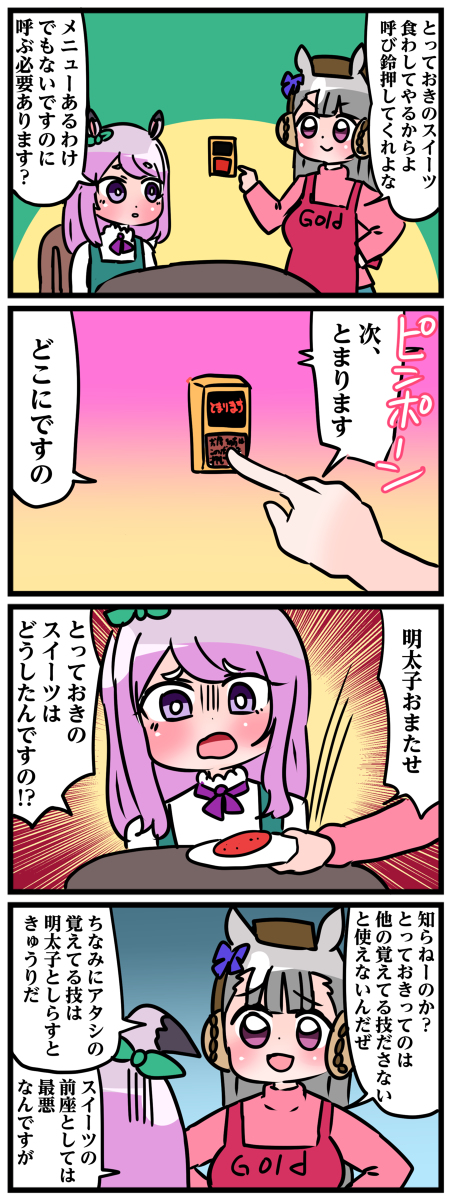 とっておきのスイーツ
食わしてやるからよ
呼び鈴押してくれよな
メニューあるわけ
でもないですのに
呼ぶ必要あります?
Gold
ピンポーン
次、
とまります
とまります
どこにですの
明太子おまたせ
とっておきの
スイーツは
どうしたんですの!?
知らねーのか?
とっておきってのは
他の覚えてる技ださない
と使えないんだぜ
ちなみにアタシの
覚えてる技は
明太子としらすと
きゅうりだ
スイーツの
前座としては
最悪
なんですが
Gold